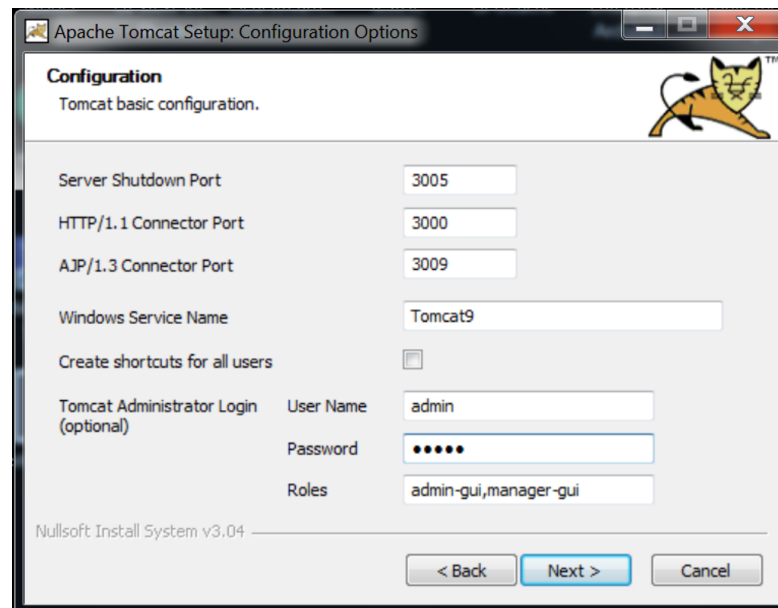 Apache Tomcat Setup: Configuration Options
Configuration
Tomcat basic configuration.
TM
Server Shutdown Port 3005
HTTP/1.1 Connector Port 3000
AJP/1.3 Connector Port 3009
Windows Service Name Tomcat9
Create shortcuts for all users
Tomcat Administrator Login User Name admin
(optional)
Password •••••
Roles admin-gui,manager-gui
Nullsoft Install System v3.04
< Back Next > Cancel